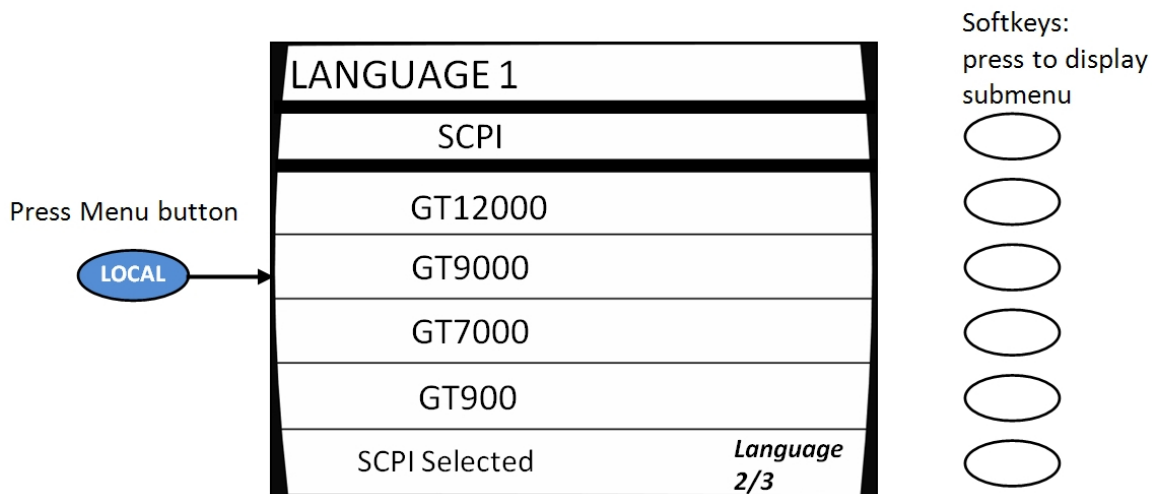 Softkeys:
press to display
submenu
LANGUAGE 1
SCPI
GT12000
Press Menu button
LOCAL
GT9000
GT7000
GT900
SCPI Selected
Language
2/3